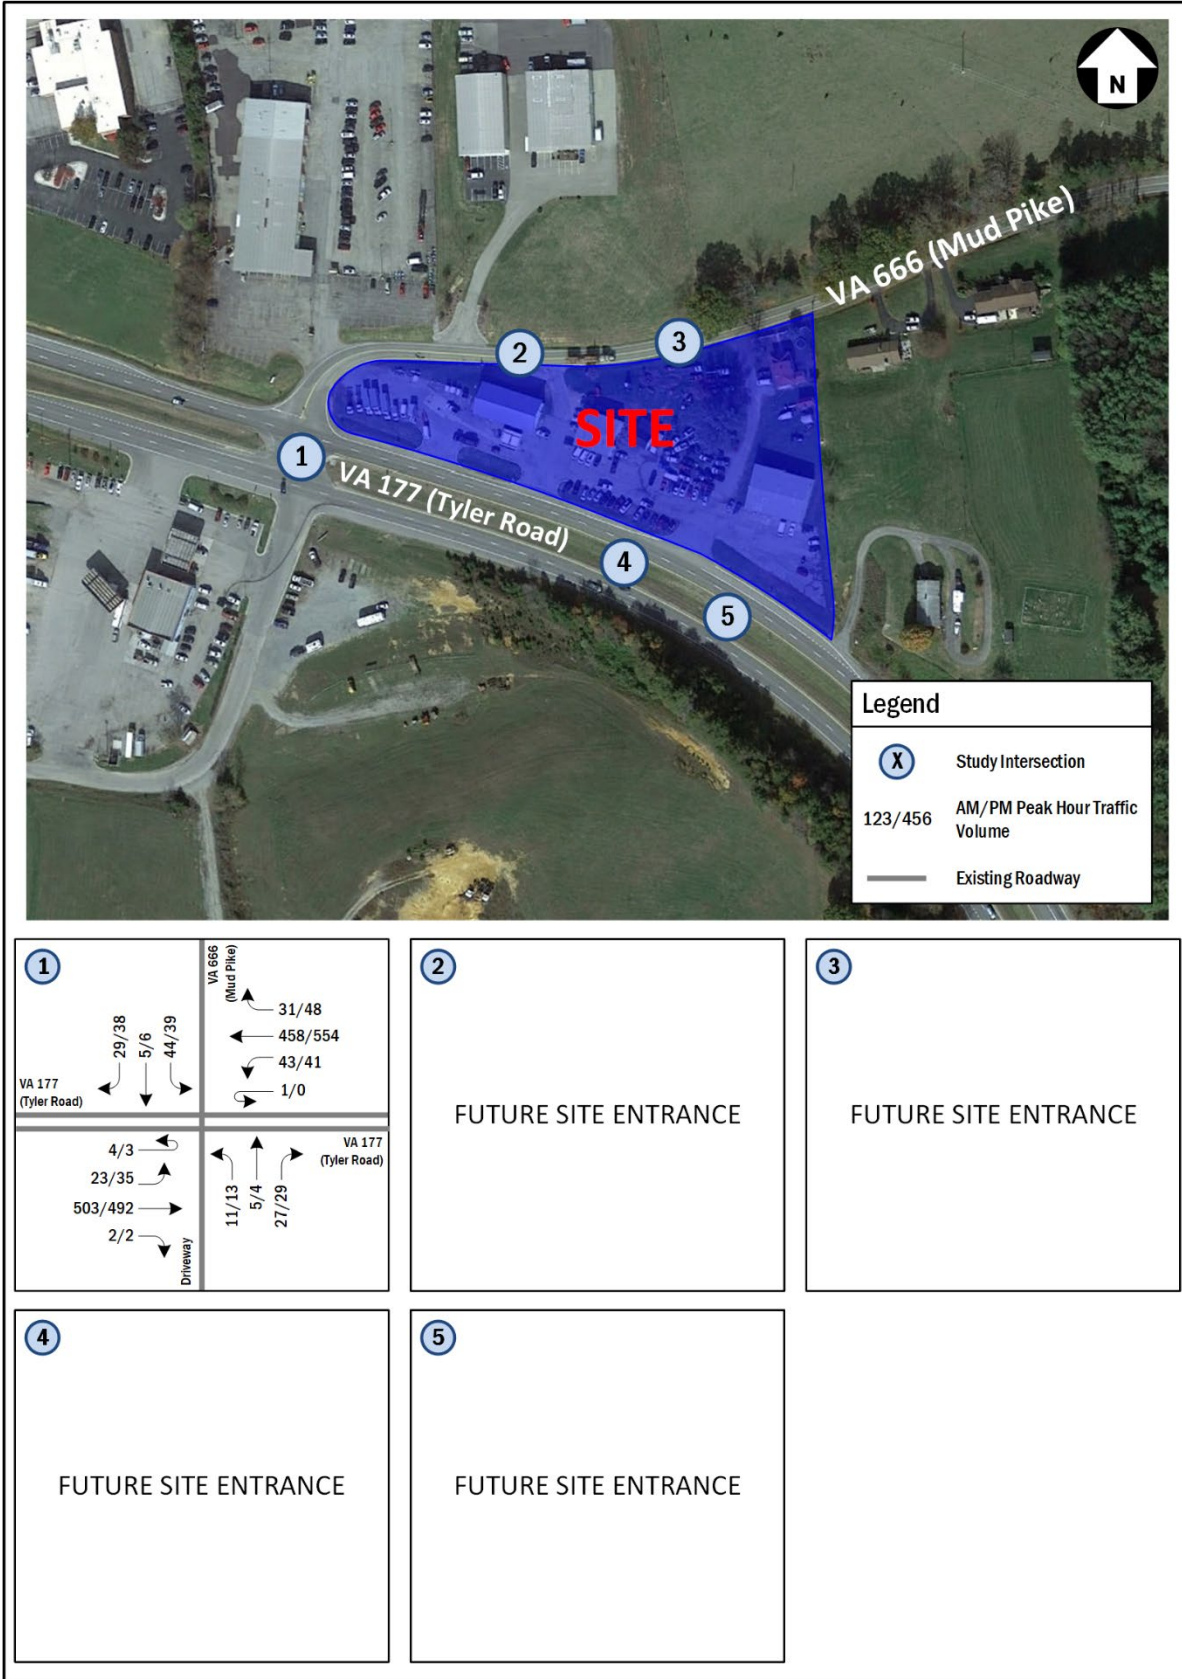 N
VA 666 (Mud Pike)
3
2
SITE
1
VA 177 (Tyler Road)
4
5
Legend
X
Study Intersection
123/456
AM/PM Peak Hour Traffic
Volume
Existing Roadway
1
VA 666
(Mud Pike)
29/38
5/6
44/39
31/48
458/554
43/41
1/0
VA 177
(Tyler Road)
4/3
23/35
503/492
2/2
Driveway
11/13
5/4
27/29
VA 177
(Tyler Road)
2
FUTURE SITE ENTRANCE
3
FUTURE SITE ENTRANCE
4
FUTURE SITE ENTRANCE
5
FUTURE SITE ENTRANCE